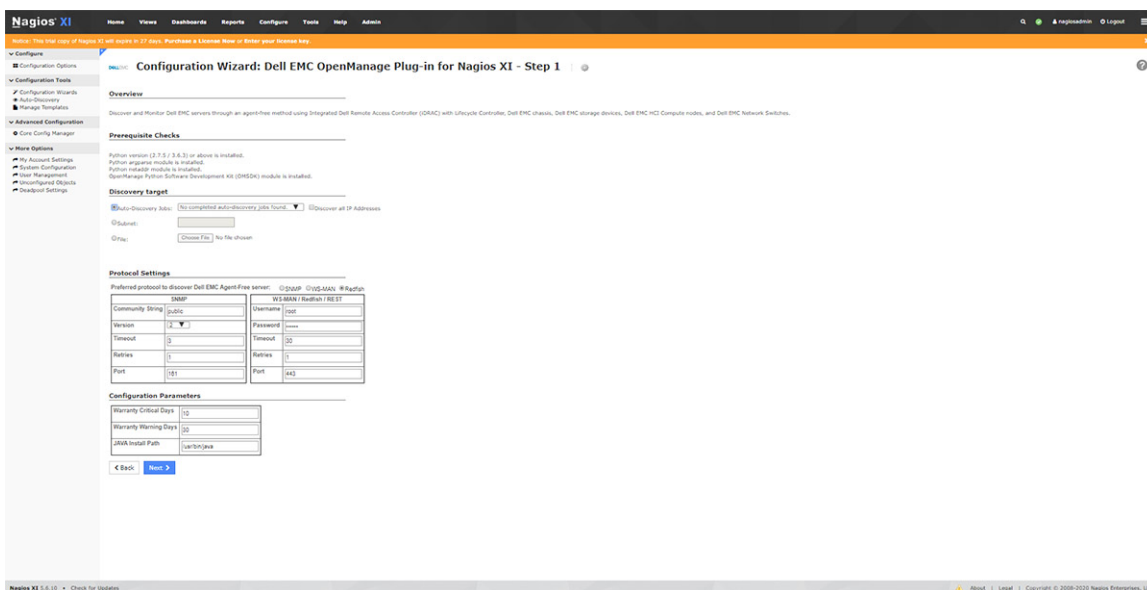 Nagios® XI Home Views Dashboards Reports Configure Tools Help Admin nagiosadmin Logout
Notice: This trial copy of Nagios XI will expire in 27 days. Purchase a License Now or Enter your license key.
Configure
Configuration Options
Configuration Tools
Configuration Wizards
Auto-Discovery
Manage Templates
Advanced Configuration
Core Config Manager
More Options
My Account Settings
System Configuration
User Management
Unconfigured Objects
Deadpool Settings
Configuration Wizard: Dell EMC OpenManage Plug-in for Nagios XI - Step 1
Overview
Discover and Monitor Dell EMC servers through an agent-free method using Integrated Dell Remote Access Controller (iDRAC) with Lifecycle Controller, Dell EMC chassis, Dell EMC storage devices, Dell EMC HCI Compute nodes, and Dell EMC Network Switches.
Prerequisite Checks
Python version (2.7.5 / 3.6.3) or above is installed.
Python argparse module is installed.
Python netaddr module is installed.
OpenManage Python Software Development Kit (OMSDK) module is installed.
Discovery target
Auto-Discovery Jobs: No completed auto-discovery jobs found. Discover all IP Addresses
Subnet:
File: Choose File No file chosen
Protocol Settings
Preferred protocol to discover Dell EMC Agent-Free server: SNMP WS-MAN Redfish
SNMP WS-MAN / Redfish / REST
Community String public Username root
Version 2 Password
Timeout 3 Timeout 30
Retries 1 Retries 1
Port 161 Port 443
Configuration Parameters
Warranty Critical Days 10
Warranty Warning Days 30
JAVA Install Path /usr/bin/java
Back Next
Nagios XI 5.6.10 • Check for Updates About | Legal | Copyright © 2008-2020 Nagios Enterprises,